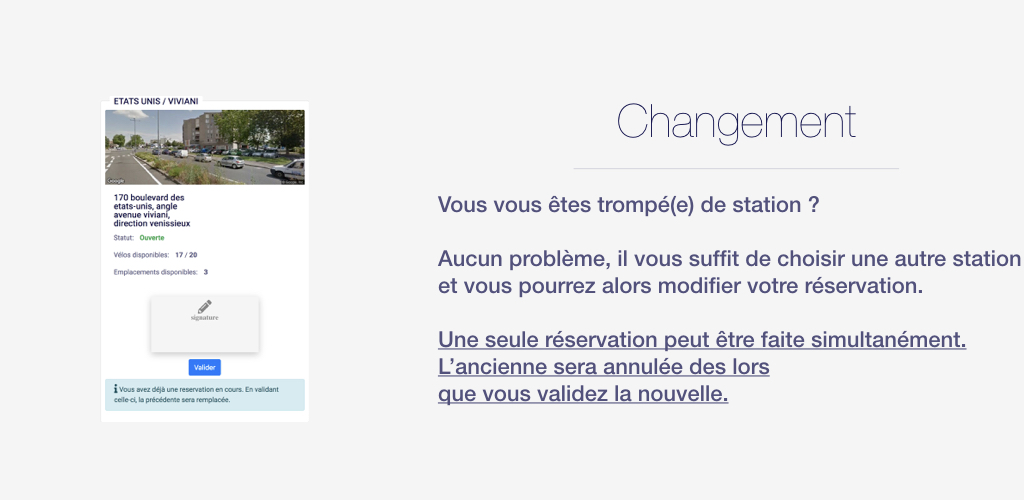 ETATS UNIS / VIVIANI
Google
170 boulevard des
etats-unis, angle
avenue viviani,
direction venissieux
Statut: Ouverte
Vélos disponibles: 17 / 20
Emplacements disponibles: 3
signature
Valider
Vous avez déjà une reservation en cours. En validant
celle-ci, la précédente sera remplacée.
Changement
Vous vous êtes trompé(e) de station ?
Aucun problème, il vous suffit de choisir une autre station
et vous pourrez alors modifier votre réservation.
Une seule réservation peut être faite simultanément.
L’ancienne sera annulée des lors
que vous validez la nouvelle.